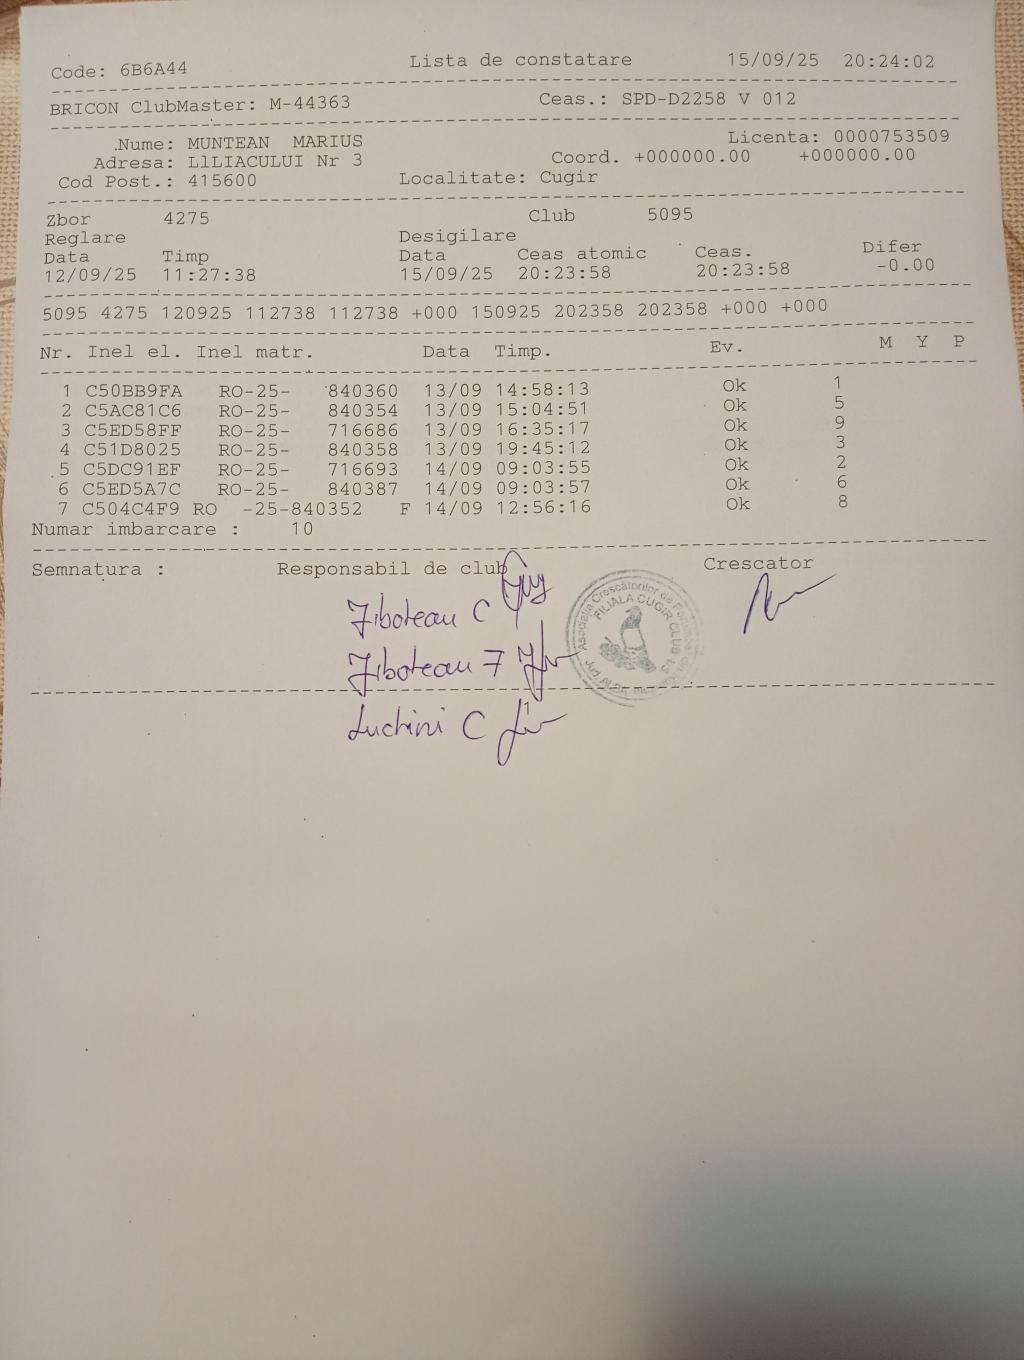 Code: 6B6A44 Lista de constatare 15/09/25 20:24:02
BRICON ClubMaster: M-44363 Ceas.: SPD-D2258 V 012
Nume: MUNTEAN MARIUS Licenta: 0000753509
Adresa: LlLIACULUI Nr 3 Coord. +000000.00 +000000.00
Cod Post.: 415600 Localitate: Cugir
Zbor 4275 Club 5095
Reglare Desigilare
Data Timp Data Ceas atomic Ceas. Difer
12/09/25 11:27:38 15/09/25 20:23:58 20:23:58 -0.00
5095 4275 120925 112738 112738 +000 150925 202358 202358 +000 +000
Nr. Inel el. Inel matr. Data Timp. Ev. M Y P
1 C50BB9FA RO-25- 840360 13/09 14:58:13 Ok 1
2 C5AC81C6 RO-25- 840354 13/09 15:04:51 Ok 5
3 C5ED58FF RO-25- 716686 13/09 16:35:17 Ok 9
4 C51D8025 RO-25- 840358 13/09 19:45:12 Ok 3
5 C5DC91EF RO-25- 716693 14/09 09:03:55 Ok 2
6 C5ED5A7C RO-25- 840387 14/09 09:03:57 Ok 6
7 C504C4F9 RO -25-840352 F 14/09 12:56:16 Ok 8
Numar imbarcare : 10
Semnatura : Responsabil de club Crescator
Jiboteau C
Jiboteau F
Luchini C
Asociația Crescătorilor de
FILIALA CUGIR CLUB
Jud. ALBA